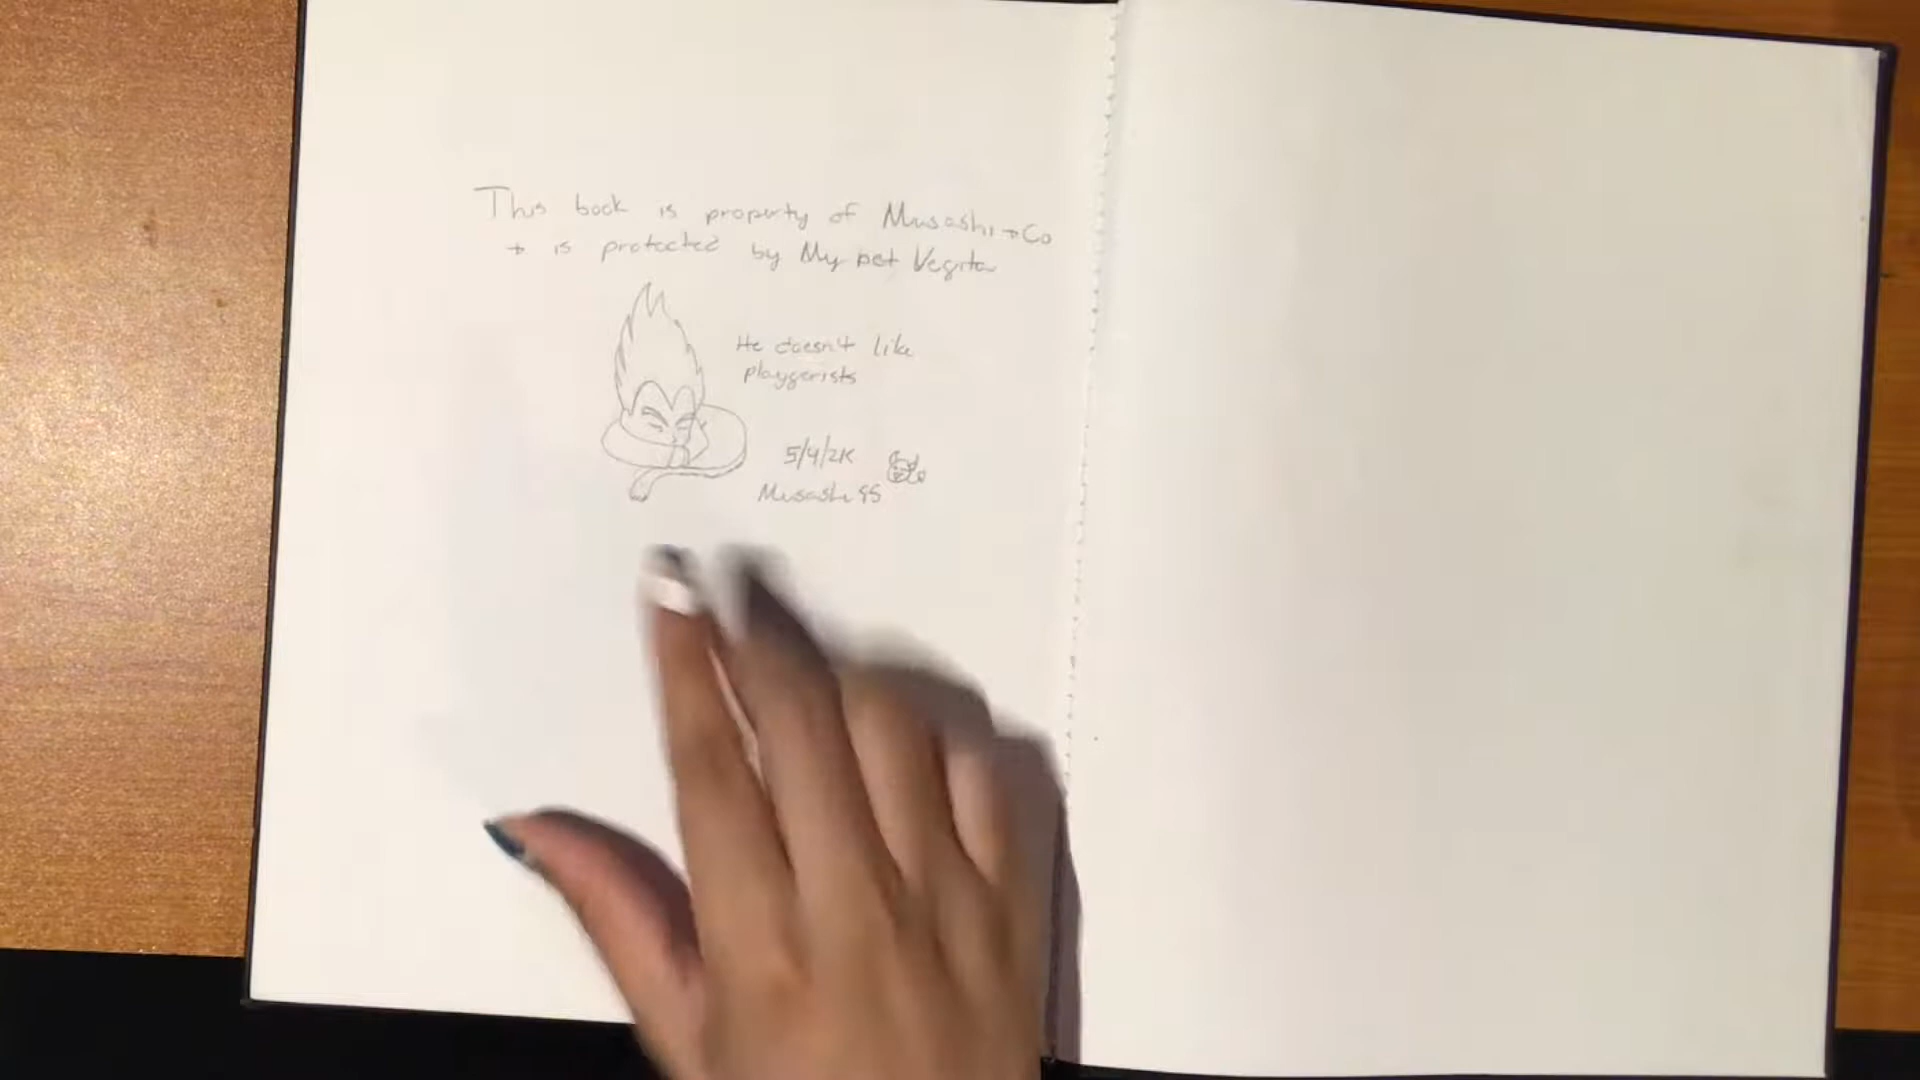 This book is property of Musashi + Co
+ is protected by My pet Vegita
He doesn't like
playgerists
5/4/2K
Musashi SS